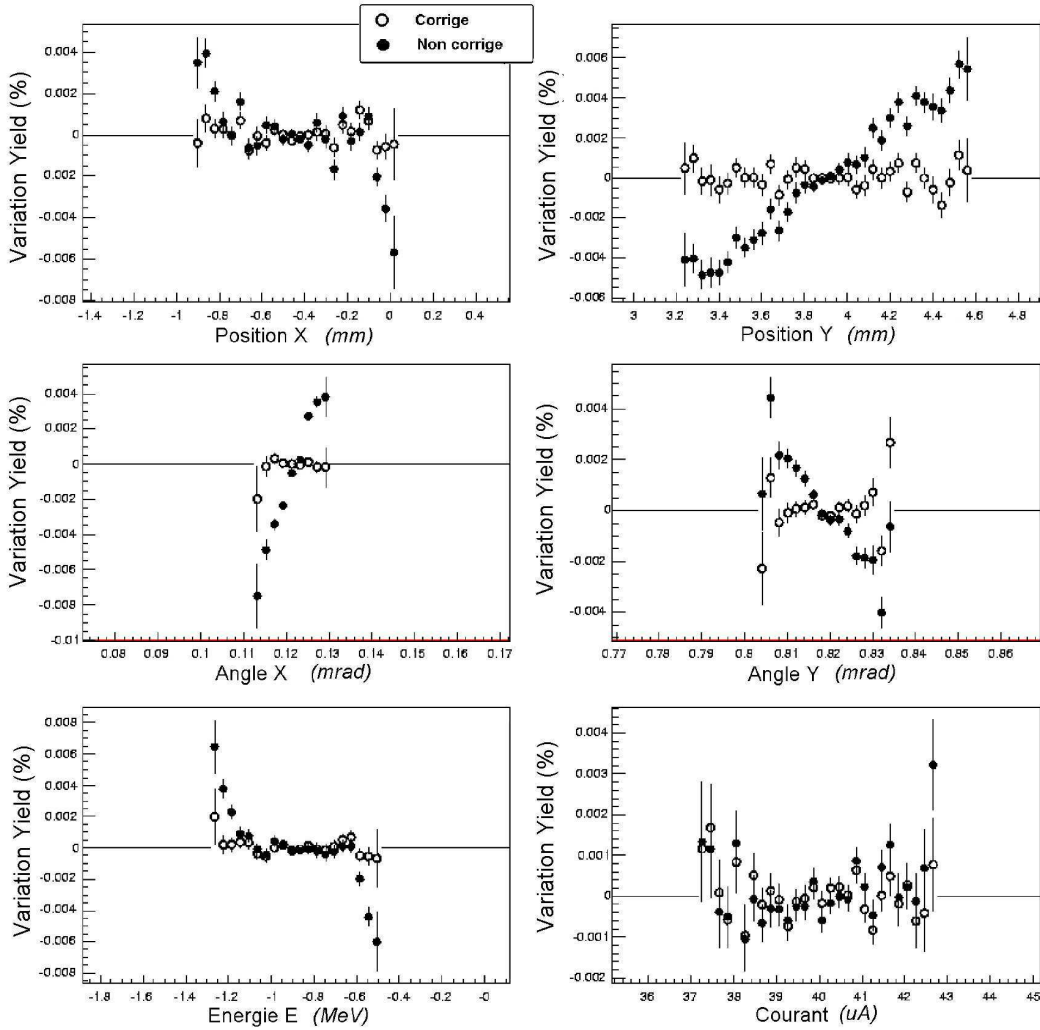 Corrige
Non corrige
Variation Yield (%)
0.004
0.002
0
-0.002
-0.004
-0.006
-0.008
-1.4 -1.2 -1 -0.8 -0.6 -0.4 -0.2 0 0.2 0.4
Position X (mm)
Variation Yield (%)
0.006
0.004
0.002
0
-0.002
-0.004
-0.006
3 3.2 3.4 3.6 3.8 4 4.2 4.4 4.6 4.8
Position Y (mm)
Variation Yield (%)
0.004
0.002
0
-0.002
-0.004
-0.006
-0.008
-0.01
0.08 0.09 0.1 0.11 0.12 0.13 0.14 0.15 0.16 0.17
Angle X (mrad)
Variation Yield (%)
0.004
0.002
0
-0.002
-0.004
0.77 0.78 0.79 0.8 0.81 0.82 0.83 0.84 0.85 0.86
Angle Y (mrad)
Variation Yield (%)
0.008
0.006
0.004
0.002
0
-0.002
-0.004
-0.006
-0.008
-1.8 -1.6 -1.4 -1.2 -1 -0.8 -0.6 -0.4 -0.2 -0
Energie E (MeV)
Variation Yield (%)
0.004
0.003
0.002
0.001
0
-0.001
-0.002
36 37 38 39 40 41 42 43 44 45
Courant (uA)